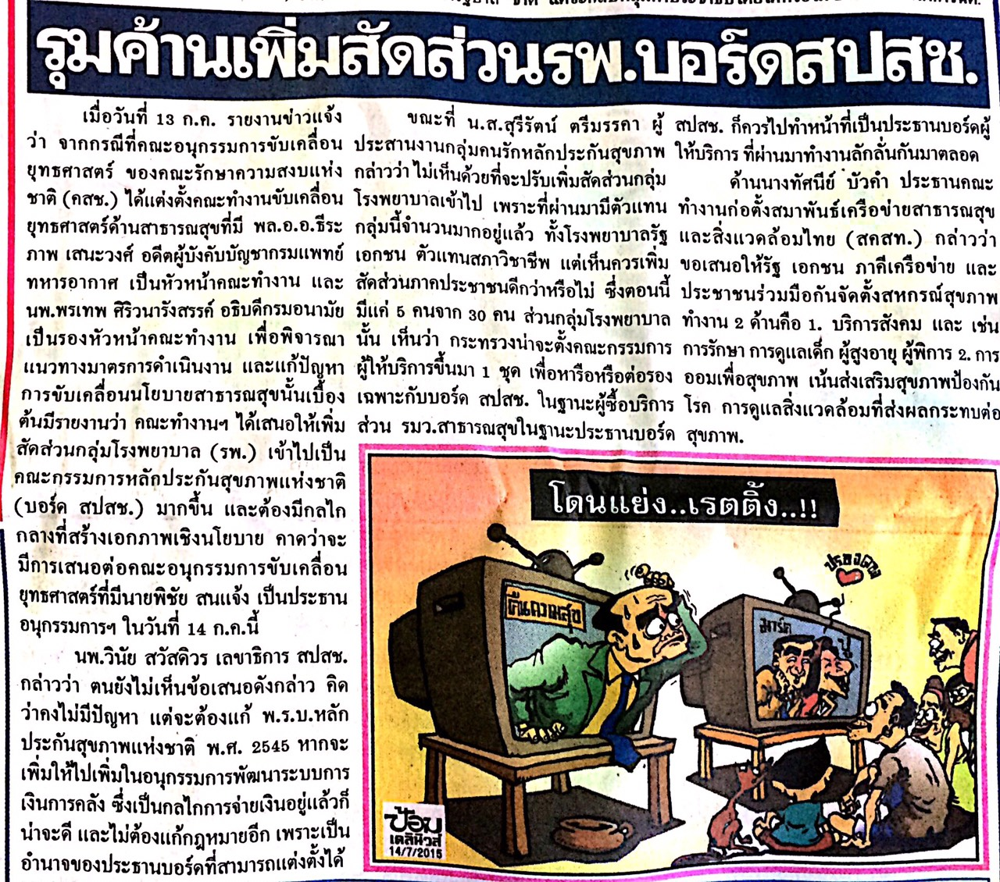 รุมค้านเพิ่มสัดส่วนรพ.บอร์ดสปสช.
เมื่อวันที่ 13 ก.ค. รายงานข่าวแจ้ง
ว่า จากกรณีที่คณะอนุกรรมการขับเคลื่อน
ยุทธศาสตร์ ของคณะรักษาความสงบแห่ง
ชาติ (คสช.) ได้แต่งตั้งคณะทำงานขับเคลื่อน
ยุทธศาสตร์ด้านสาธารณสุขที่มี พล.อ.อ.ธีระ
ภาพ เสนะวงศ์ อดีตผู้บังคับบัญชากรมแพทย์
ทหารอากาศ เป็นหัวหน้าคณะทำงาน และ
นพ.พรเทพ ศิริวนารังสรรค์ อธิบดีกรมอนามัย
เป็นรองหัวหน้าคณะทำงาน เพื่อพิจารณา
แนวทางมาตรการดำเนินงาน และแก้ปัญหา
การขับเคลื่อนนโยบายสาธารณสุขนั้นเบื้อง
ต้นมีรายงานว่า คณะทำงานฯ ได้เสนอให้เพิ่ม
สัดส่วนกลุ่มโรงพยาบาล (รพ.) เข้าไปเป็น
คณะกรรมการหลักประกันสุขภาพแห่งชาติ
(บอร์ด สปสช.) มากขึ้น และต้องมีกลไก
กลางที่สร้างเอกภาพเชิงนโยบาย คาดว่าจะ
มีการเสนอต่อคณะอนุกรรมการขับเคลื่อน
ยุทธศาสตร์ที่มีนายพิชัย สนแจ้ง เป็นประธาน
อนุกรรมการฯ ในวันที่ 14 ก.ค.นี้
นพ.วินัย สวัสดิวร เลขาธิการ สปสช.
กล่าวว่า ตนยังไม่เห็นข้อเสนอดังกล่าว คิด
ว่าคงไม่มีปัญหา แต่จะต้องแก้ พ.ร.บ.หลัก
ประกันสุขภาพแห่งชาติ พ.ศ. 2545 หากจะ
เพิ่มให้ไปเพิ่มในอนุกรรมการพัฒนาระบบการ
เงินการคลัง ซึ่งเป็นกลไกการจ่ายเงินอยู่แล้วก็
น่าจะดี และไม่ต้องแก้กฎหมายอีก เพราะเป็น
อำนาจของประธานบอร์ดที่สามารถแต่งตั้งได้
ขณะที่ น.ส.สุรีรัตน์ ตรีมรรคา ผู้
ประสานงานกลุ่มคนรักหลักประกันสุขภาพ
กล่าวว่า ไม่เห็นด้วยที่จะปรับเพิ่มสัดส่วนกลุ่ม
โรงพยาบาลเข้าไป เพราะที่ผ่านมามีตัวแทน
กลุ่มนี้จำนวนมากอยู่แล้ว ทั้งโรงพยาบาลรัฐ
เอกชน ตัวแทนสภาวิชาชีพ แต่เห็นควรเพิ่ม
สัดส่วนภาคประชาชนดีกว่าหรือไม่ ซึ่งตอนนี้
มีแค่ 5 คนจาก 30 คน ส่วนกลุ่มโรงพยาบาล
นั้น เห็นว่า กระทรวงน่าจะตั้งคณะกรรมการ
ผู้ให้บริการขึ้นมา 1 ชุด เพื่อหารือหรือต่อรอง
เฉพาะกับบอร์ด สปสช. ในฐานะผู้ซื้อบริการ
ส่วน รมว.สาธารณสุขในฐานะประธานบอร์ด
สปสช. ก็ควรไปทำหน้าที่เป็นประธานบอร์ดผู้
ให้บริการ ที่ผ่านมาทำงานลักลั่นกันมาตลอด
ด้านนางทัศนีย์ บัวคำ ประธานคณะ
ทำงานก่อตั้งสมาพันธ์เครือข่ายสาธารณสุข
และสิ่งแวดล้อมไทย (สคสท.) กล่าวว่า
ขอเสนอให้รัฐ เอกชน ภาคีเครือข่าย และ
ประชาชนร่วมมือกันจัดตั้งสหกรณ์สุขภาพ
ทำงาน 2 ด้านคือ 1. บริการสังคม และ เช่น
การรักษา การดูแลเด็ก ผู้สูงอายุ ผู้พิการ 2. การ
ออมเพื่อสุขภาพ เน้นส่งเสริมสุขภาพป้องกัน
โรค การดูแลสิ่งแวดล้อมที่ส่งผลกระทบต่อ
สุขภาพ.
โดนแย่ง..เรตติ้ง..!!
คืนความสุข
ปรองดอง
มาร์ค
ปู
ป๊อบ
เดลินิวส์
14/7/2015